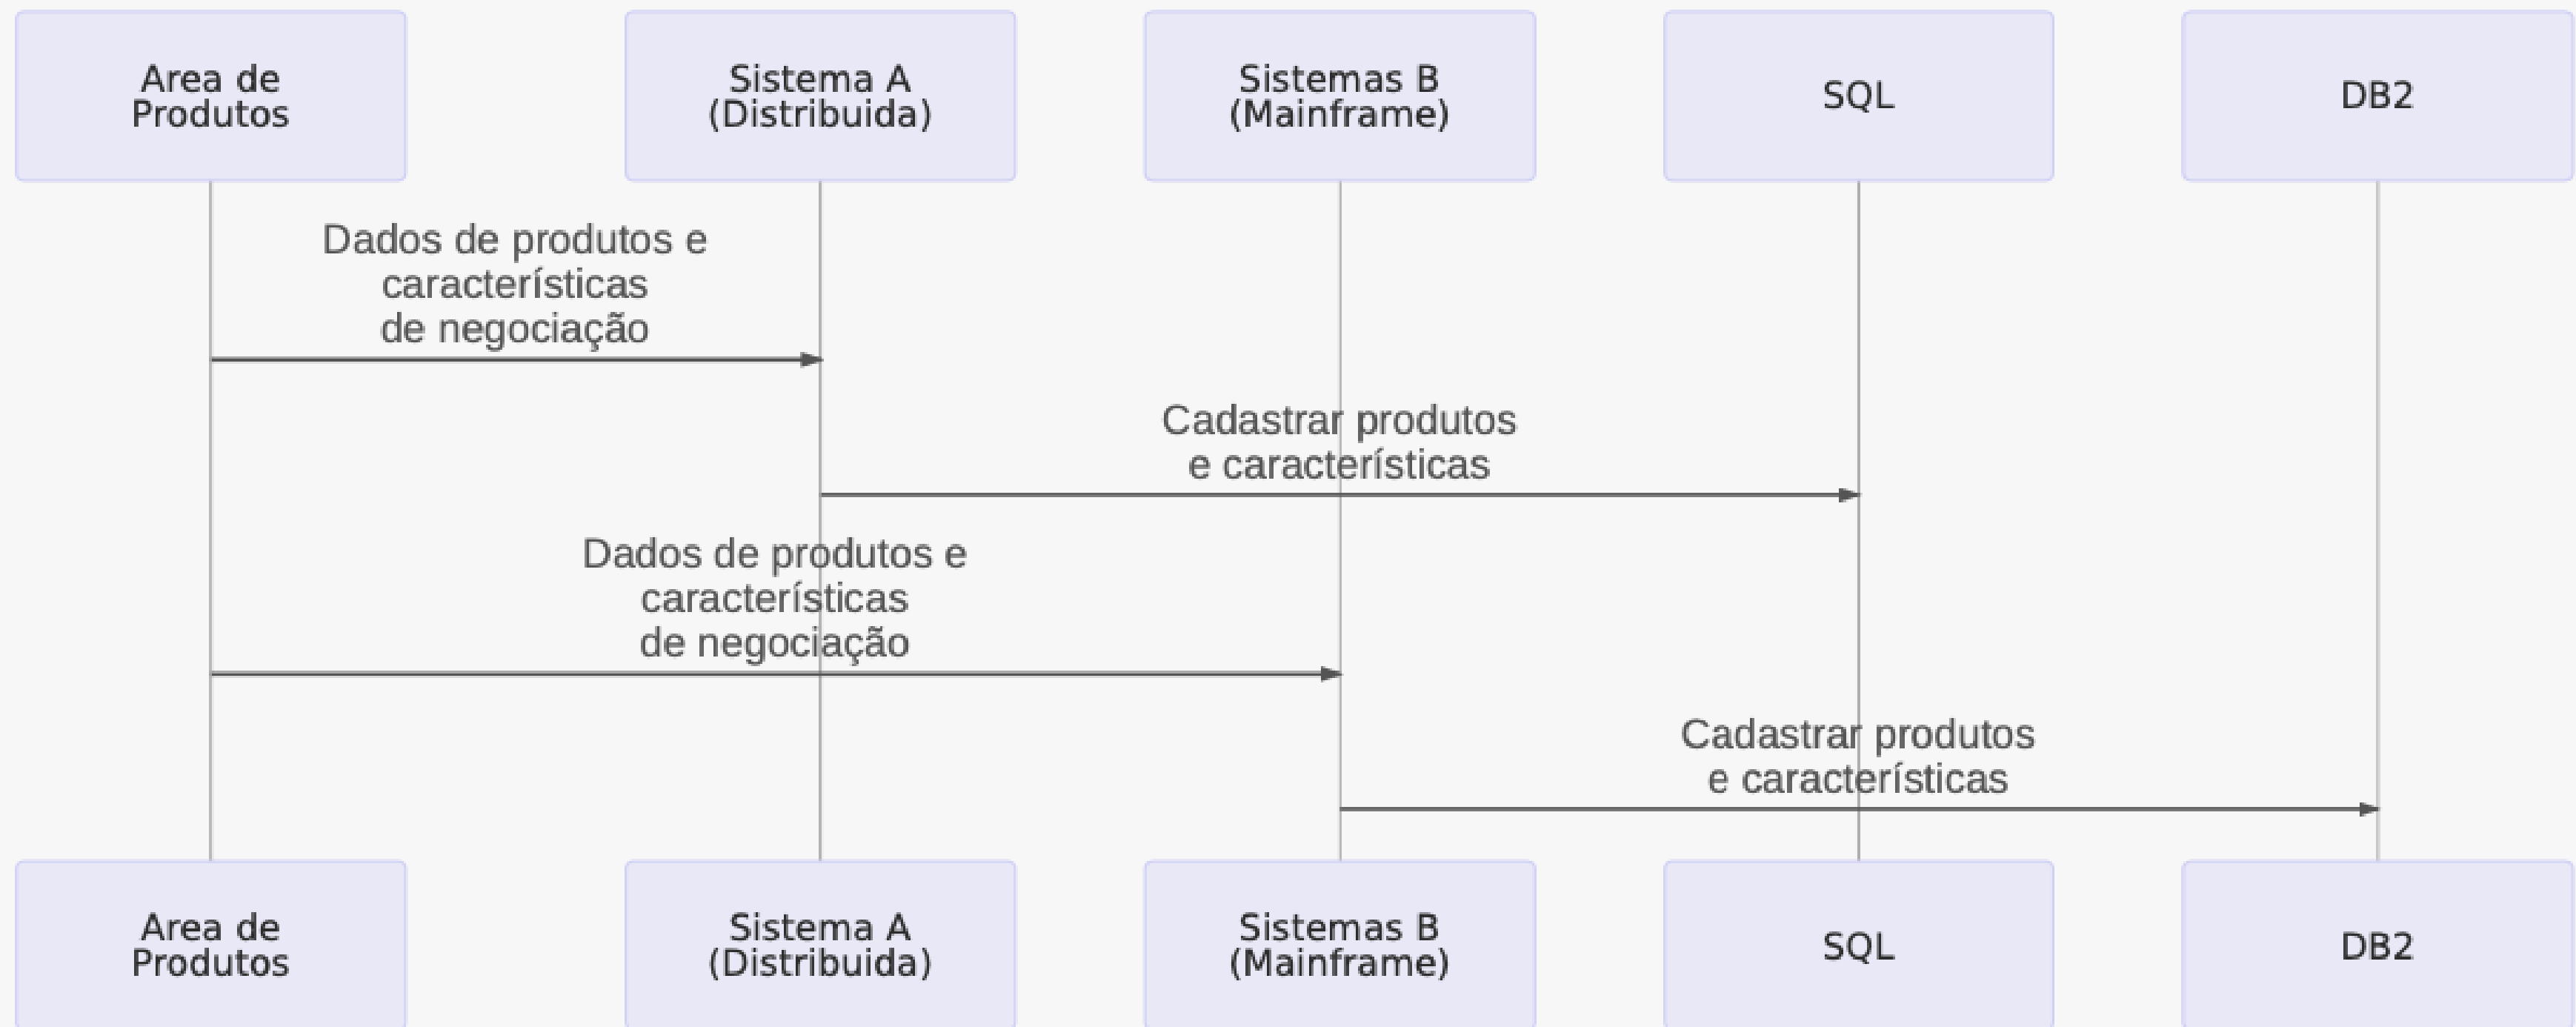 Area de
Produtos
Sistema A
(Distribuida)
Sistemas B
(Mainframe)
SQL
DB2
Dados de produtos e
características
de negociação
Cadastrar produtos
e características
Dados de produtos e
características
de negociação
Cadastrar produtos
e características
Area de
Produtos
Sistema A
(Distribuida)
Sistemas B
(Mainframe)
SQL
DB2